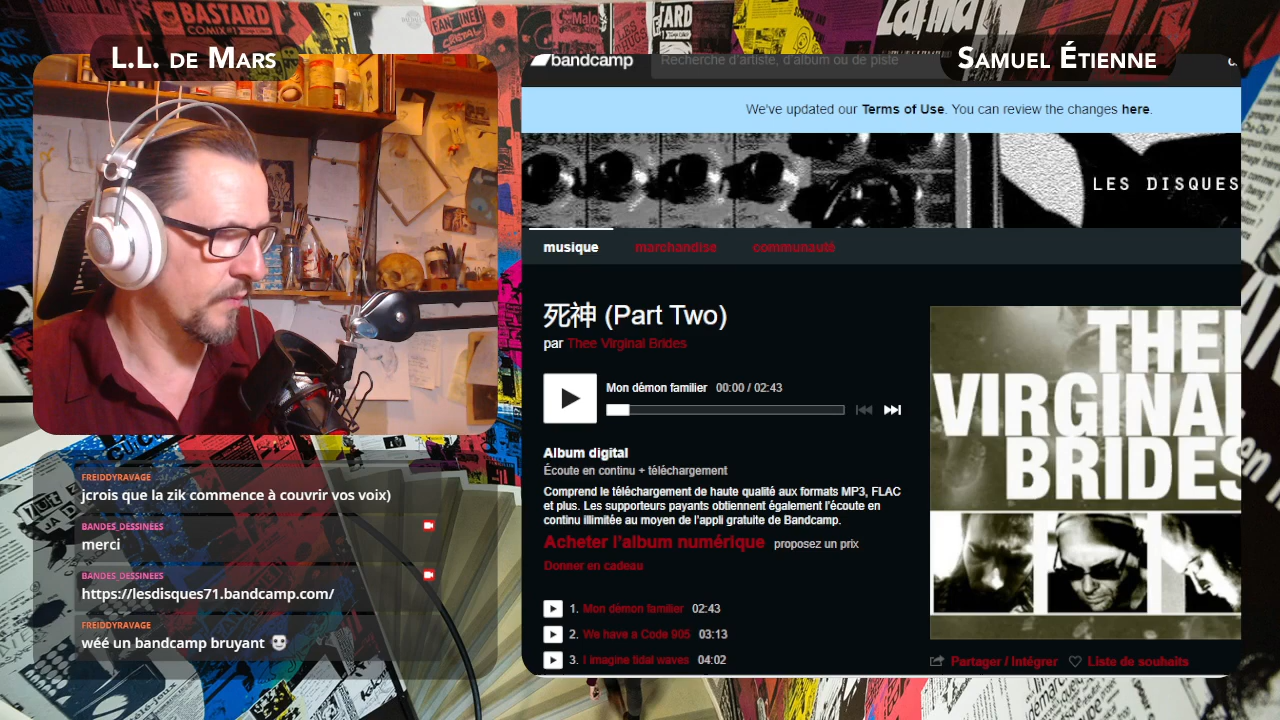 L.L. de Mars
Samuel Étienne
BASTARD
COMIX #1
FANZINE
CRISTAL
bandcamp
Recherche d'artiste, d'album ou de piste
We've updated our Terms of Use. You can review the changes here.
LES DISQUES
musique
marchandise
communauté
死神 (Part Two)
par Thee Virginal Brides
Mon démon familier 00:00 / 02:43
Album digital
Écoute en continu + téléchargement
Comprend le téléchargement de haute qualité aux formats MP3, FLAC
et plus. Les supporteurs payants obtiennent également l'écoute en
continu illimitée au moyen de l'appli gratuite de Bandcamp.
Acheter l'album numérique proposez un prix
Donner en cadeau
1. Mon démon familier 02:43
2. We have a Code 905 03:13
3. I imagine tidal waves 04:02
THE
VIRGINAL
BRIDES
Partager / Intégrer
Liste de souhaits
FREIDDYRAVAGE
jcrois que la zik commence à couvrir vos voix)
BANDES_DESSINEES
merci
BANDES_DESSINEES
https://lesdisques71.bandcamp.com/
FREIDDYRAVAGE
wéé un bandcamp bruyant